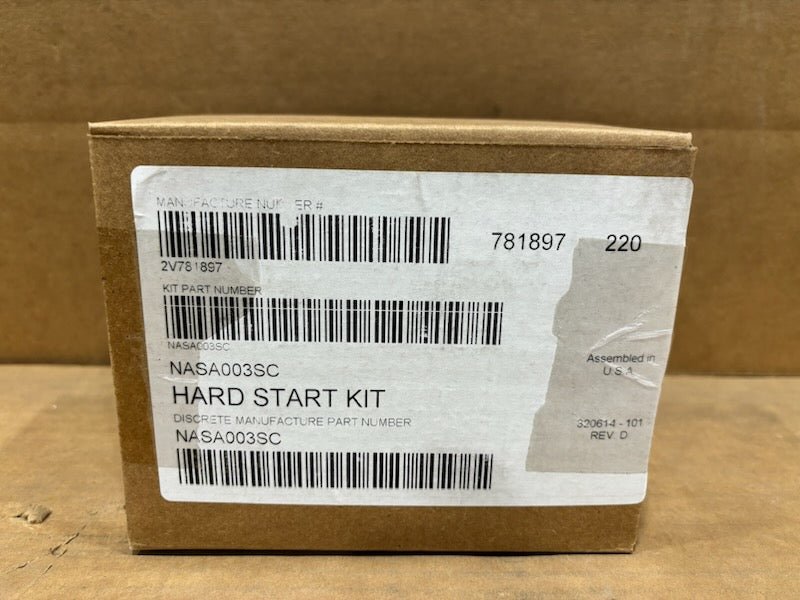 MANUFACTURE NUMBER #
781897 220
2V781897
KIT PART NUMBER
NASA003SC
NASA003SC
HARD START KIT
DISCRETE MANUFACTURE PART NUMBER
NASA003SC
Assembled in
U.S.A.
320614 - 101
REV. D